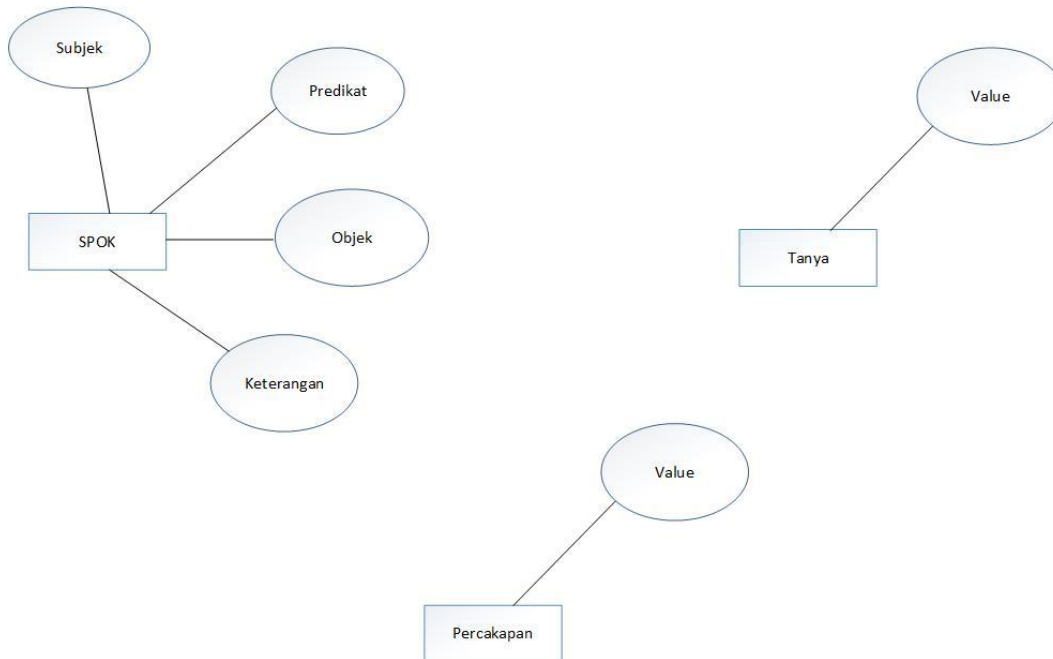 Subjek
Predikat
Value
SPOK
Objek
Tanya
Keterangan
Value
Percakapan